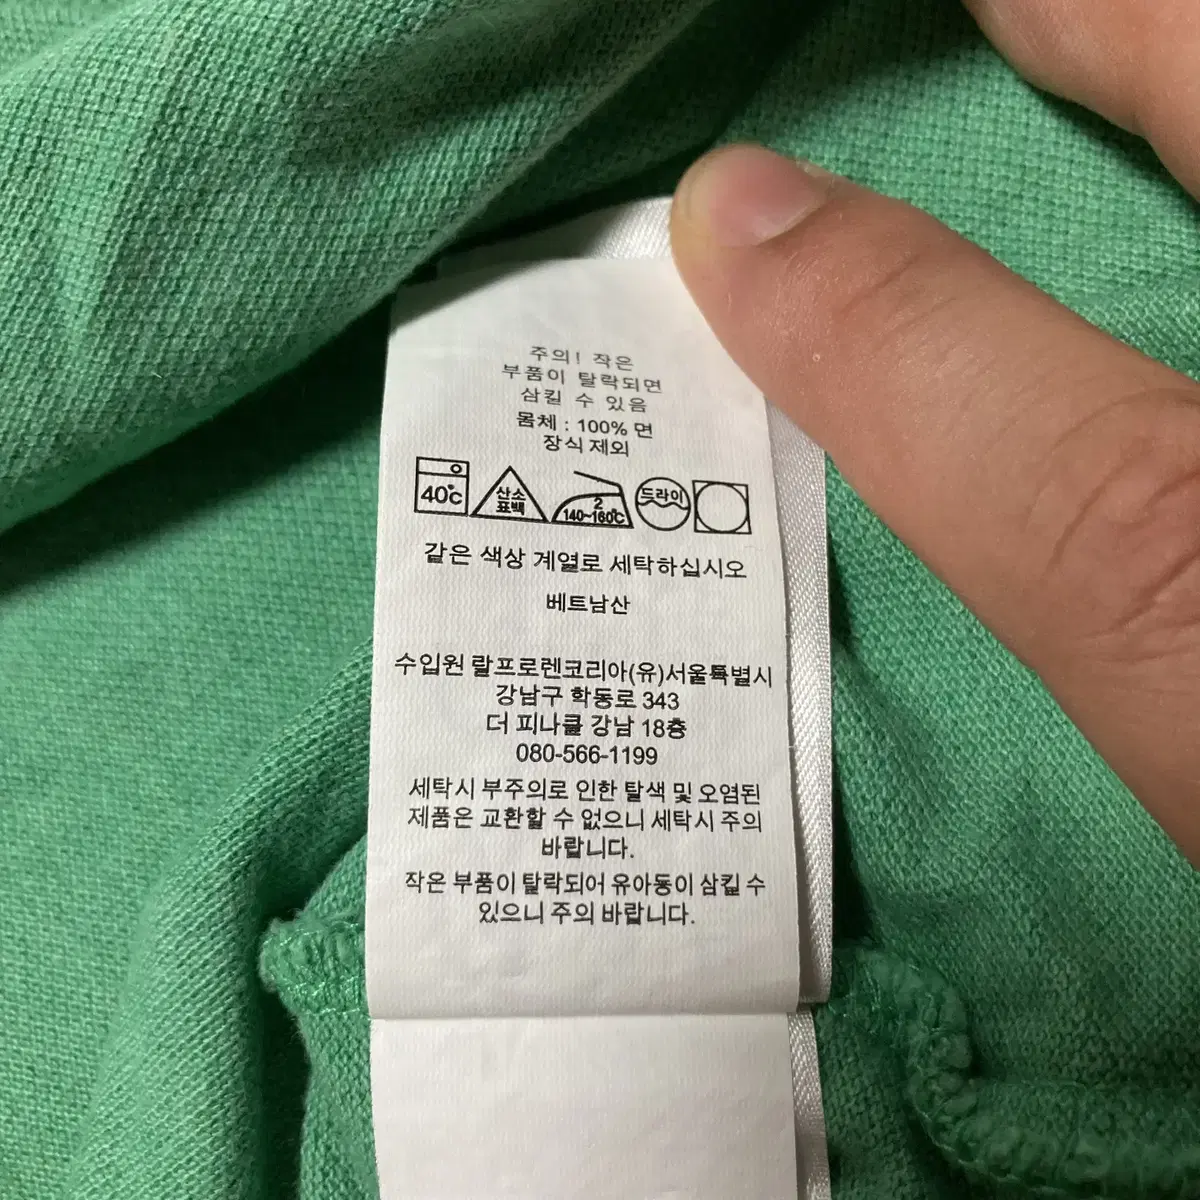 주의! 작은
부품이 탈락되면
삼킬 수 있음
몸체 : 100% 면
장식 제외
40℃ 산소 표백 2 140~160℃ 드라이
같은 색상 계열로 세탁하십시오
베트남산
수입원 랄프로렌코리아(유)서울특별시
강남구 학동로 343
더 피나클 강남 18층
080-566-1199
세탁시 부주의로 인한 탈색 및 오염된
제품은 교환할 수 없으니 세탁시 주의
바랍니다.
작은 부품이 탈락되어 유아동이 삼킬 수
있으니 주의 바랍니다.